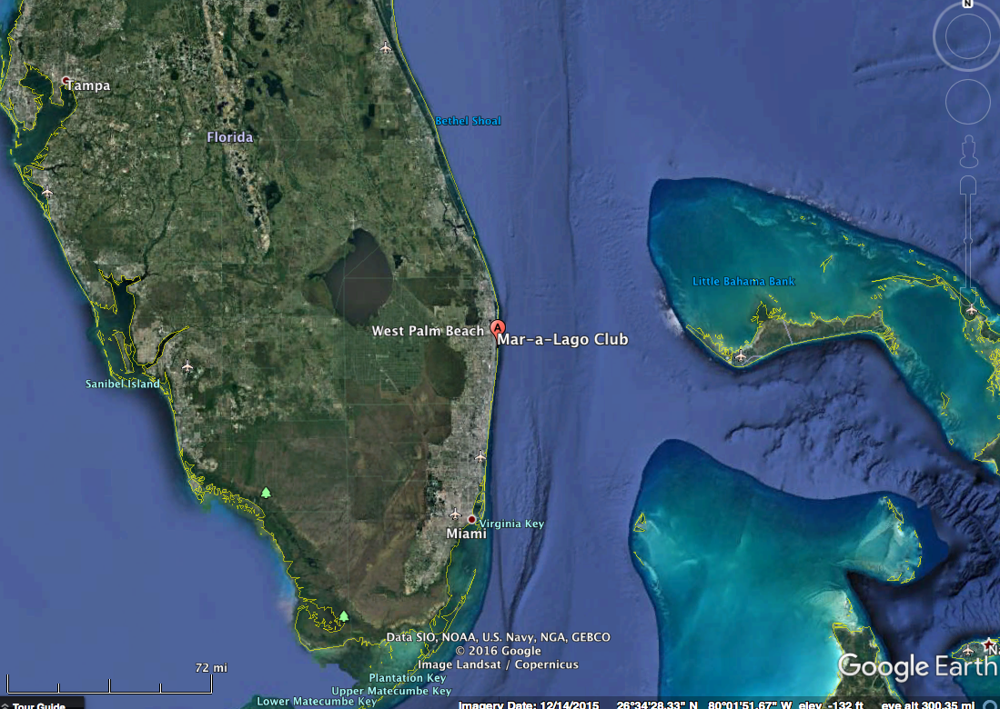 N
Tampa
Bethel Shoal
Florida
Little Bahama Bank
West Palm Beach
A
Mar-a-Lago Club
Sanibel Island
Virginia Key
Miami
Data SIO, NOAA, U.S. Navy, NGA, GEBCO
© 2016 Google
Image Landsat / Copernicus
Na
72 mi
Google Earth
Plantation Key
Upper Matecumbe Key
Lower Matecumbe Key
Tour Guide
Imagery Date: 12/14/2015 26°34'28.33" N 80°01'51.67" W elev -132 ft eye alt 300.35 mi